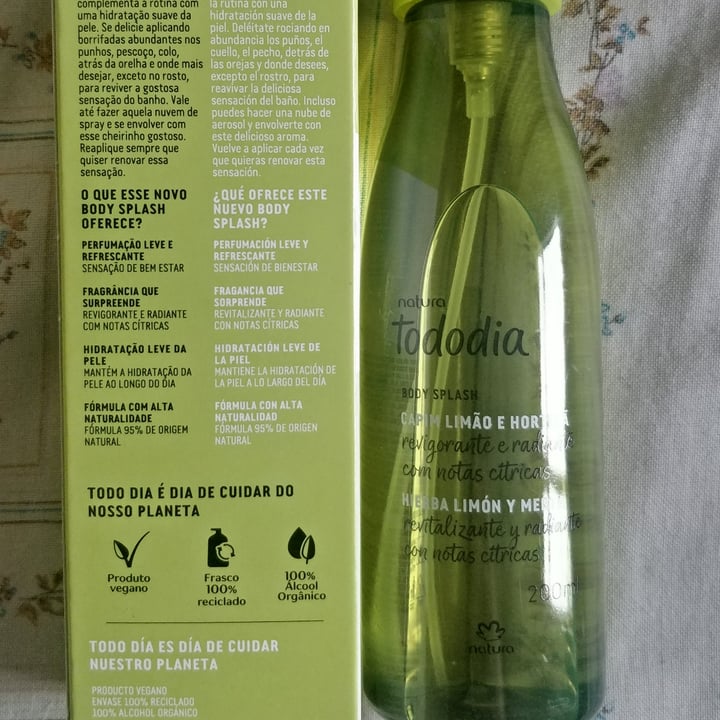 complementa a rotina com
uma hidratação suave da
pele. Se delicie aplicando
borrifadas abundantes nos
punhos, pescoço, colo,
atrás da orelha e onde mais
desejar, exceto no rosto,
para reviver a gostosa
sensação do banho. Vale
até fazer aquela nuvem de
spray e se envolver com
esse cheirinho gostoso.
Reaplique sempre que
quiser renovar essa
sensação.
la rutina con una
hidratación suave de la
piel. Deléitate rociando en
abundancia los puños, el
cuello, el pecho, detrás
de las orejas y donde desees,
excepto el rostro, para
reavivar la deliciosa
sensación del baño. Incluso
puedes hacer una nube de
aerosol y envolverte con
este delicioso aroma.
Vuelve a aplicar cada vez
que quieras renovar esta
sensación.
O QUE ESSE NOVO
BODY SPLASH
OFERECE?
¿QUÉ OFRECE ESTE
NUEVO BODY
SPLASH?
PERFUMAÇÃO LEVE E
REFRESCANTE
SENSAÇÃO DE BEM ESTAR
PERFUMACIÓN LEVE Y
REFRESCANTE
SENSACIÓN DE BIENESTAR
FRAGRÂNCIA QUE
SURPREENDE
REVIGORANTE E RADIANTE
COM NOTAS CÍTRICAS
FRAGANCIA QUE
SORPRENDE
REVITALIZANTE Y RADIANTE
CON NOTAS CÍTRICAS
HIDRATAÇÃO LEVE DA
PELE
MANTÉM A HIDRATAÇÃO DA
PELE AO LONGO DO DIA
HIDRATACIÓN LEVE DE
LA PIEL
MANTIENE LA HIDRATACIÓN DE
LA PIEL A LO LARGO DEL DÍA
FÓRMULA COM ALTA
NATURALIDADE
FÓRMULA 95% DE ORIGEM
NATURAL
FÓRMULA CON ALTA
NATURALIDAD
FÓRMULA 95% DE ORIGEN
NATURAL
TODO DIA É DIA DE CUIDAR DO
NOSSO PLANETA
Produto
vegano
Frasco
100%
reciclado
100%
Álcool
Orgânico
TODO DÍA ES DÍA DE CUIDAR
NUESTRO PLANETA
PRODUCTO VEGANO
ENVASE 100% RECICLADO
100% ALCOHOL ORGÁNICO
natura
tododia
BODY SPLASH
CAPIM LIMÃO E HORTELÃ
revigorante e radiante
com notas cítricas
HIERBA LIMÓN Y
revitalizante y radiante
con notas cítricas
200ml
natura